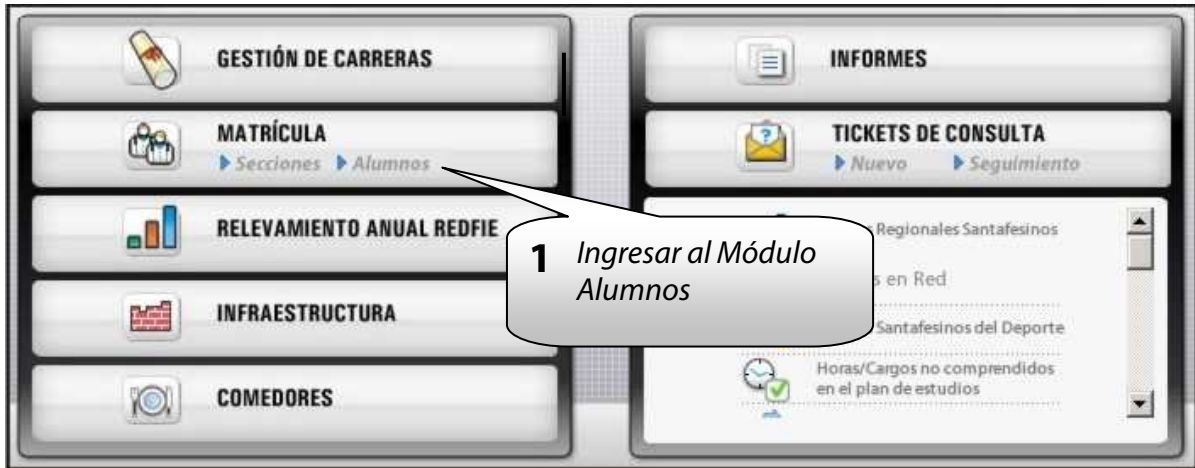 GESTIÓN DE CARRERAS
MATRÍCULA
Secciones Alumnos
RELEVAMIENTO ANUAL REDFIE
INFRAESTRUCTURA
COMEDORES
1 Ingresar al Módulo
Alumnos
INFORMES
TICKETS DE CONSULTA
Nuevo Seguimiento
Regionales Santafesinos
en Red
Santafesinos del Deporte
Horas/Cargos no comprendidos
en el plan de estudios